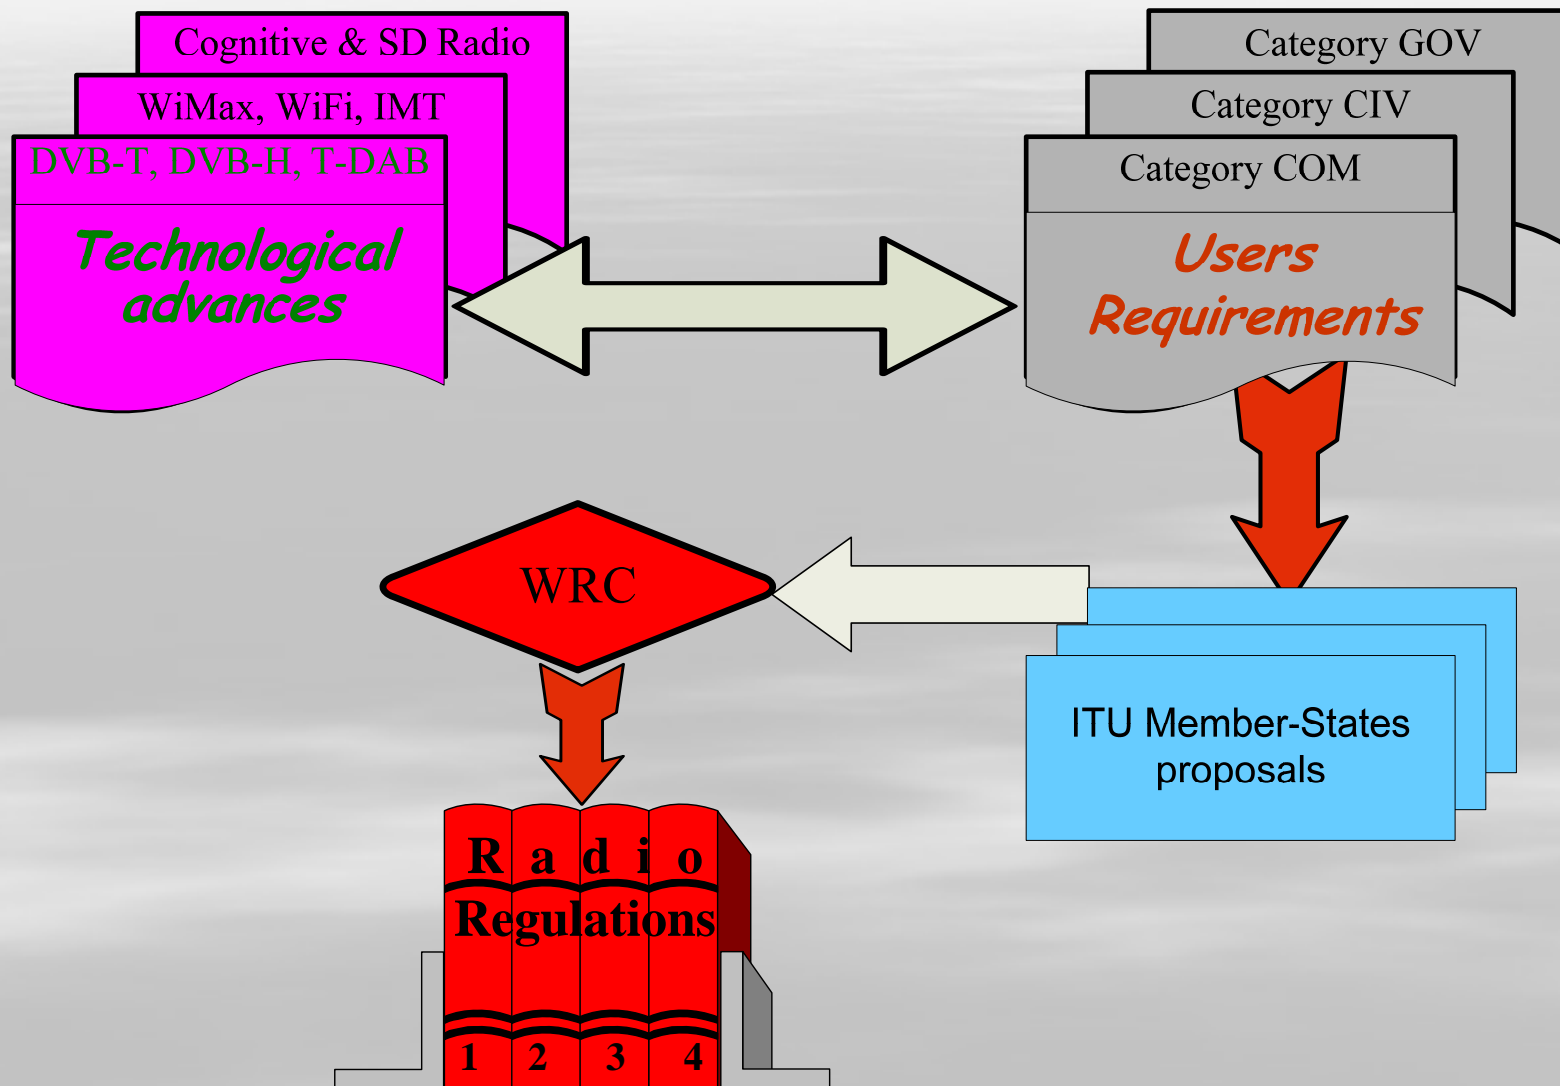 Cognitive & SD Radio
WiMax, WiFi, IMT
DVB-T, DVB-H, T-DAB
Technological
advances
Category GOV
Category CIV
Category COM
Users
Requirements
WRC
ITU Member-States
proposals
Radio
Regulations
1 2 3 4